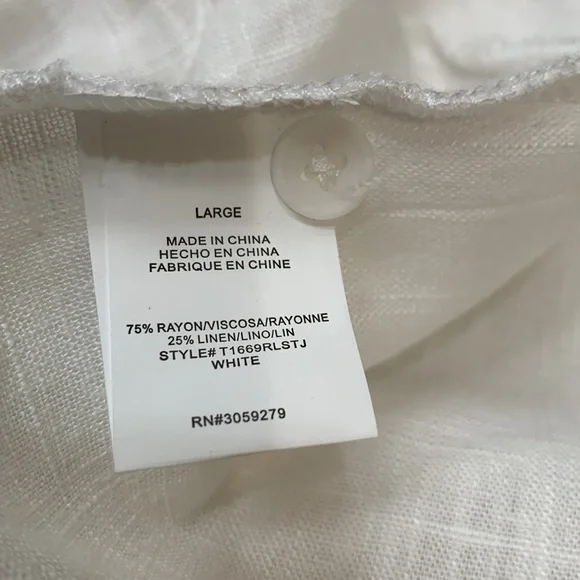 LARGE
MADE IN CHINA
HECHO EN CHINA
FABRIQUE EN CHINE
75% RAYON/VISCOSA/RAYONNE
25% LINEN/LINO/LIN
STYLE# T1669RLSTJ
WHITE
RN#3059279